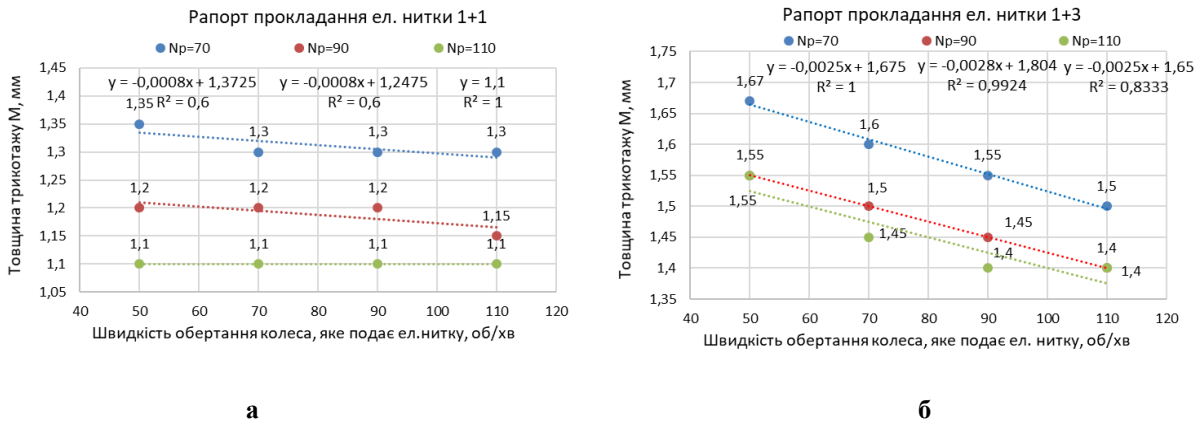 Рапорт прокладання ел. нитки 1+1
Np=70 Np=90 Np=110
1,45
1,4
1,35
1,3
1,25
1,2
1,15
1,1
1,05
Товщина трикотажу М, мм
y = -0,0008x + 1,3725 y = -0,0008x + 1,2475 y = 1,1
R² = 0,6 R² = 0,6 R² = 1
1,35 1,3 1,3 1,3
1,2 1,2 1,2 1,15
1,1 1,1 1,1 1,1
40 50 60 70 80 90 100 110 120
Швидкість обертання колеса, яке подає ел.нитку, об/хв
а
Рапорт прокладання ел. нитки 1+3
Np=70 Np=90 Np=110
1,75
1,7
1,65
1,6
1,55
1,5
1,45
1,4
1,35
Товщина трикотажу М, мм
y = -0,0025x + 1,675 y = -0,0028x + 1,804 y = -0,0025x + 1,65
R² = 1 R² = 0,9924 R² = 0,8333
1,67 1,6 1,55 1,5
1,55 1,5 1,45 1,4
1,55 1,45 1,4 1,4
40 50 60 70 80 90 100 110 120
Швидкість обертання колеса, яке подає ел. нитку, об/хв
б